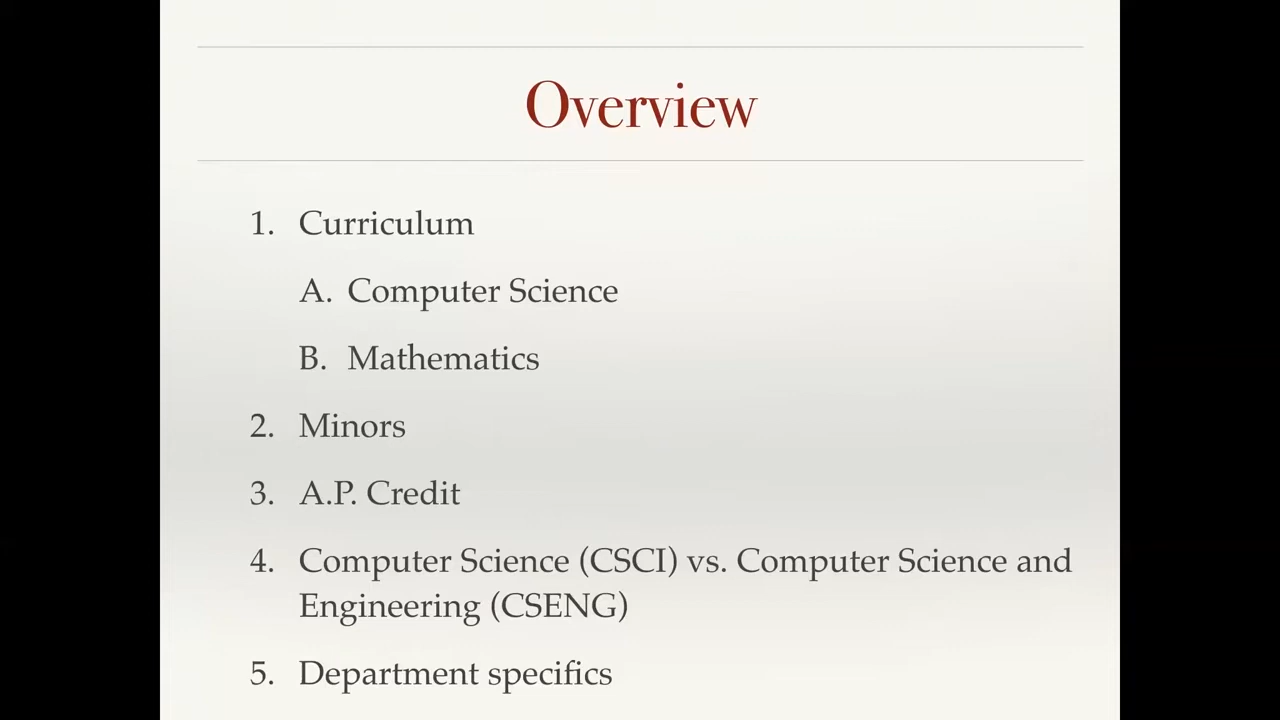 Overview
1. Curriculum
A. Computer Science
B. Mathematics
2. Minors
3. A.P. Credit
4. Computer Science (CSCI) vs. Computer Science and
Engineering (CSENG)
5. Department specifics